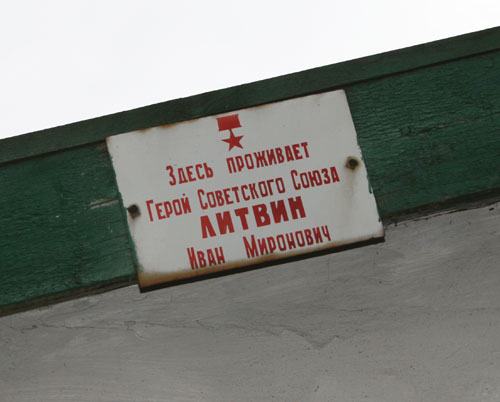 Здесь проживает
Герой Советского Союза
ЛИТВИН
Иван Миронович